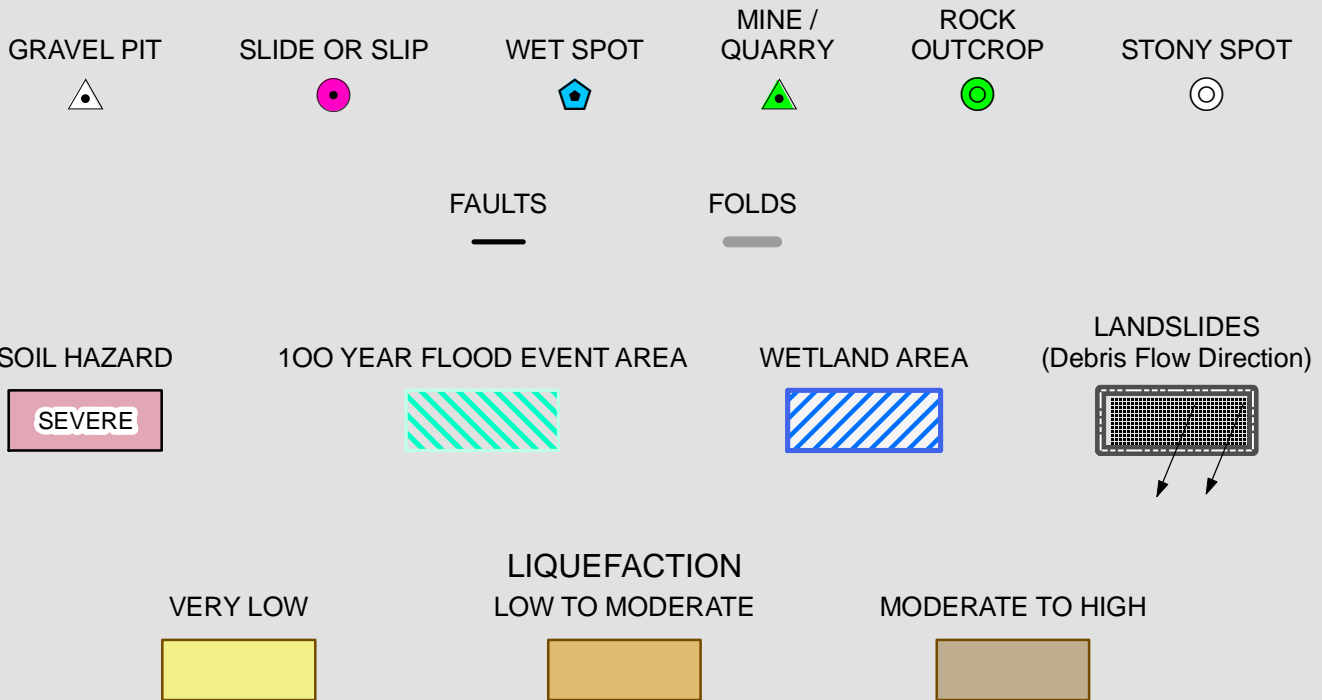 GRAVEL PIT
SLIDE OR SLIP
WET SPOT
MINE /
QUARRY
ROCK
OUTCROP
STONY SPOT
FAULTS
FOLDS
SOIL HAZARD
SEVERE
1OO YEAR FLOOD EVENT AREA
WETLAND AREA
LANDSLIDES
(Debris Flow Direction)
LIQUEFACTION
VERY LOW
LOW TO MODERATE
MODERATE TO HIGH